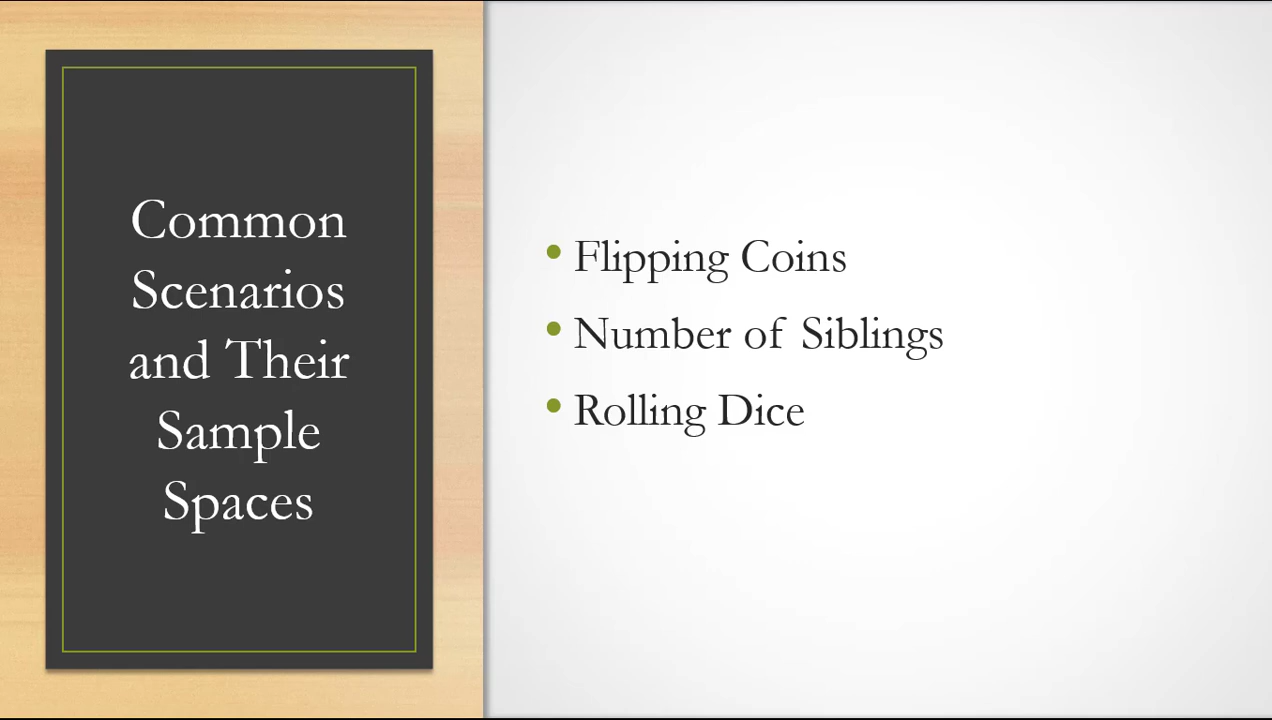 Common
Scenarios
and Their
Sample
Spaces
• Flipping Coins
• Number of Siblings
• Rolling Dice